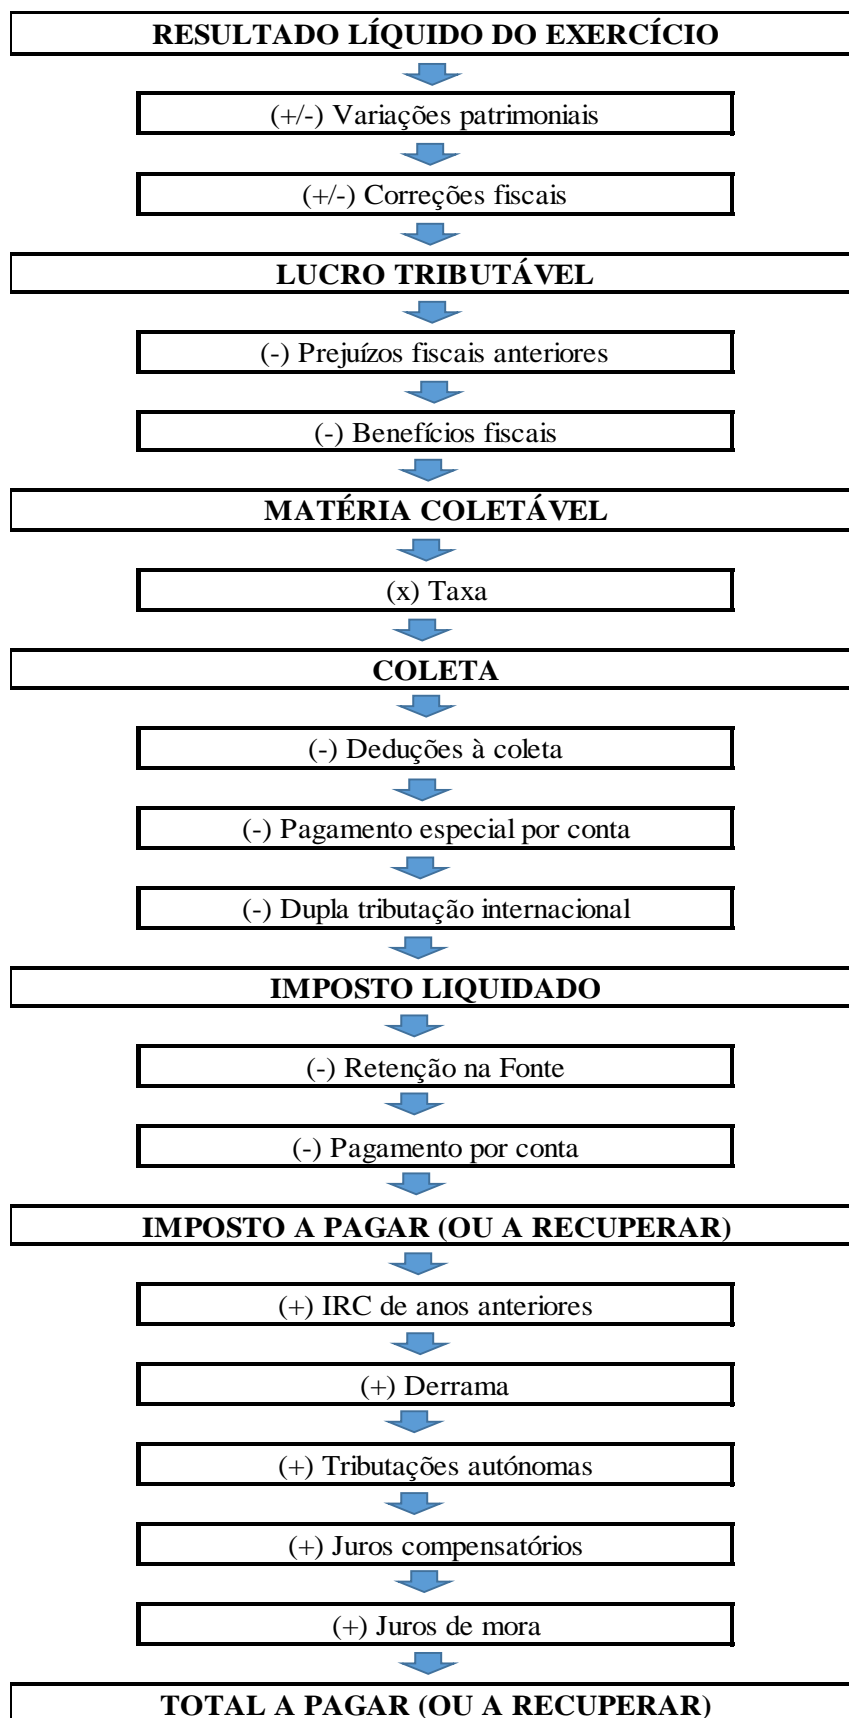 RESULTADO LÍQUIDO DO EXERCÍCIO
(+/-) Variações patrimoniais
(+/-) Correções fiscais
LUCRO TRIBUTÁVEL
(-) Prejuízos fiscais anteriores
(-) Benefícios fiscais
MATÉRIA COLETÁVEL
(x) Taxa
COLETA
(-) Deduções à coleta
(-) Pagamento especial por conta
(-) Dupla tributação internacional
IMPOSTO LIQUIDADO
(-) Retenção na Fonte
(-) Pagamento por conta
IMPOSTO A PAGAR (OU A RECUPERAR)
(+) IRC de anos anteriores
(+) Derrama
(+) Tributações autónomas
(+) Juros compensatórios
(+) Juros de mora
TOTAL A PAGAR (OU A RECUPERAR)